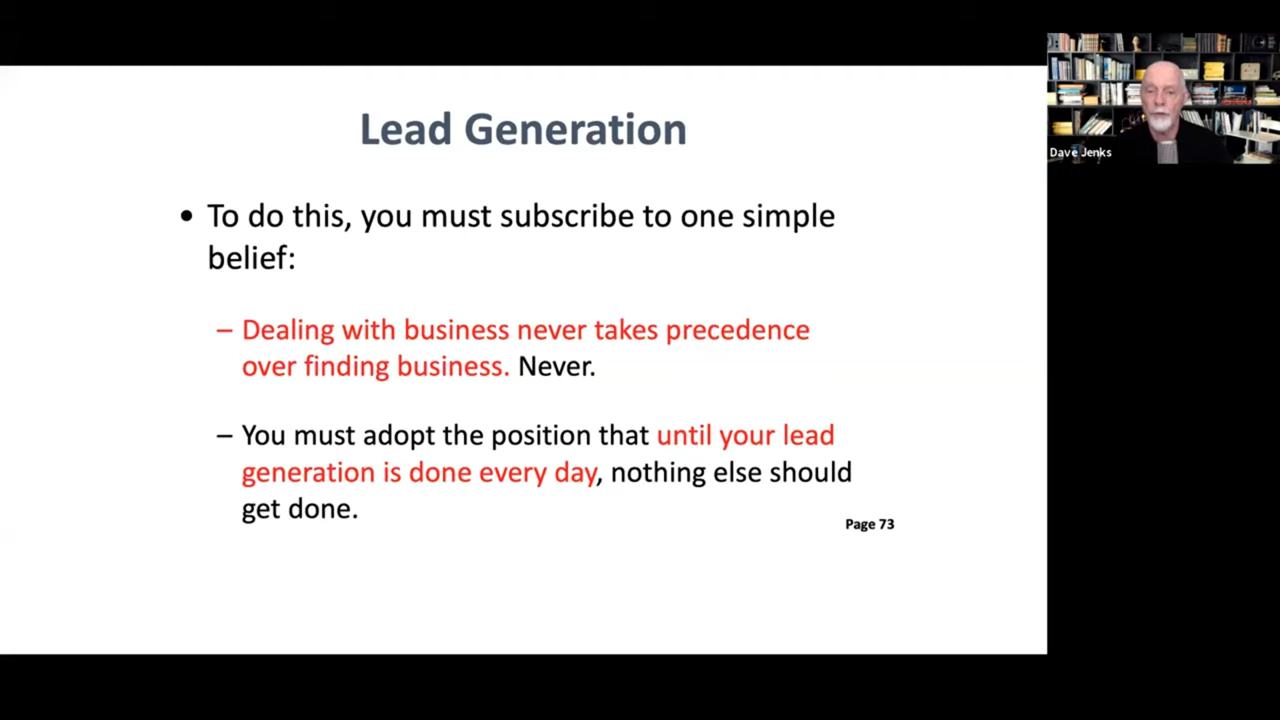 Lead Generation
• To do this, you must subscribe to one simple
belief:
– Dealing with business never takes precedence
over finding business. Never.
– You must adopt the position that until your lead
generation is done every day, nothing else should
get done.
Page 73
Dave Jenks